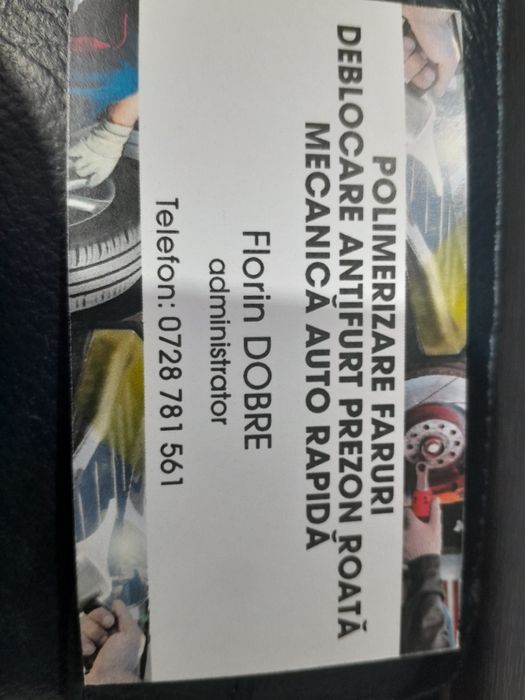 POLIMERIZARE FARURI
DEBLOCARE ANTIFURT PREZON ROATĂ
MECANICĂ AUTO RAPIDĂ
Florin DOBRE
administrator
Telefon: 0728 781 561